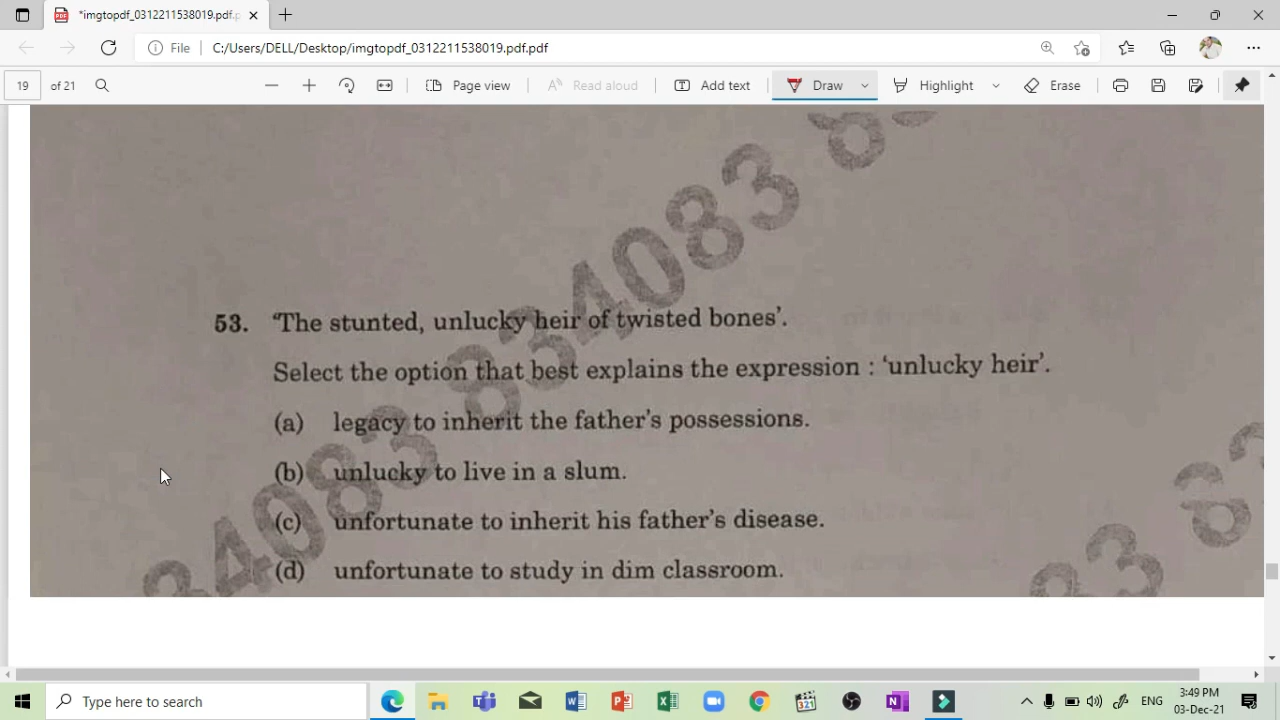 *imgtopdf_0312211538019.pdf.p
File
C:/Users/DELL/Desktop/imgtopdf_0312211538019.pdf.pdf
19 of 21
Page view
Read aloud
Add text
Draw
Highlight
Erase
834083
53. 'The stunted, unlucky heir of twisted bones'.
Select the option that best explains the expression : 'unlucky heir'.
(a) legacy to inherit the father's possessions.
(b) unlucky to live in a slum.
(c) unfortunate to inherit his father's disease.
(d) unfortunate to study in dim classroom.
Type here to search
ENG
3:49 PM
03-Dec-21